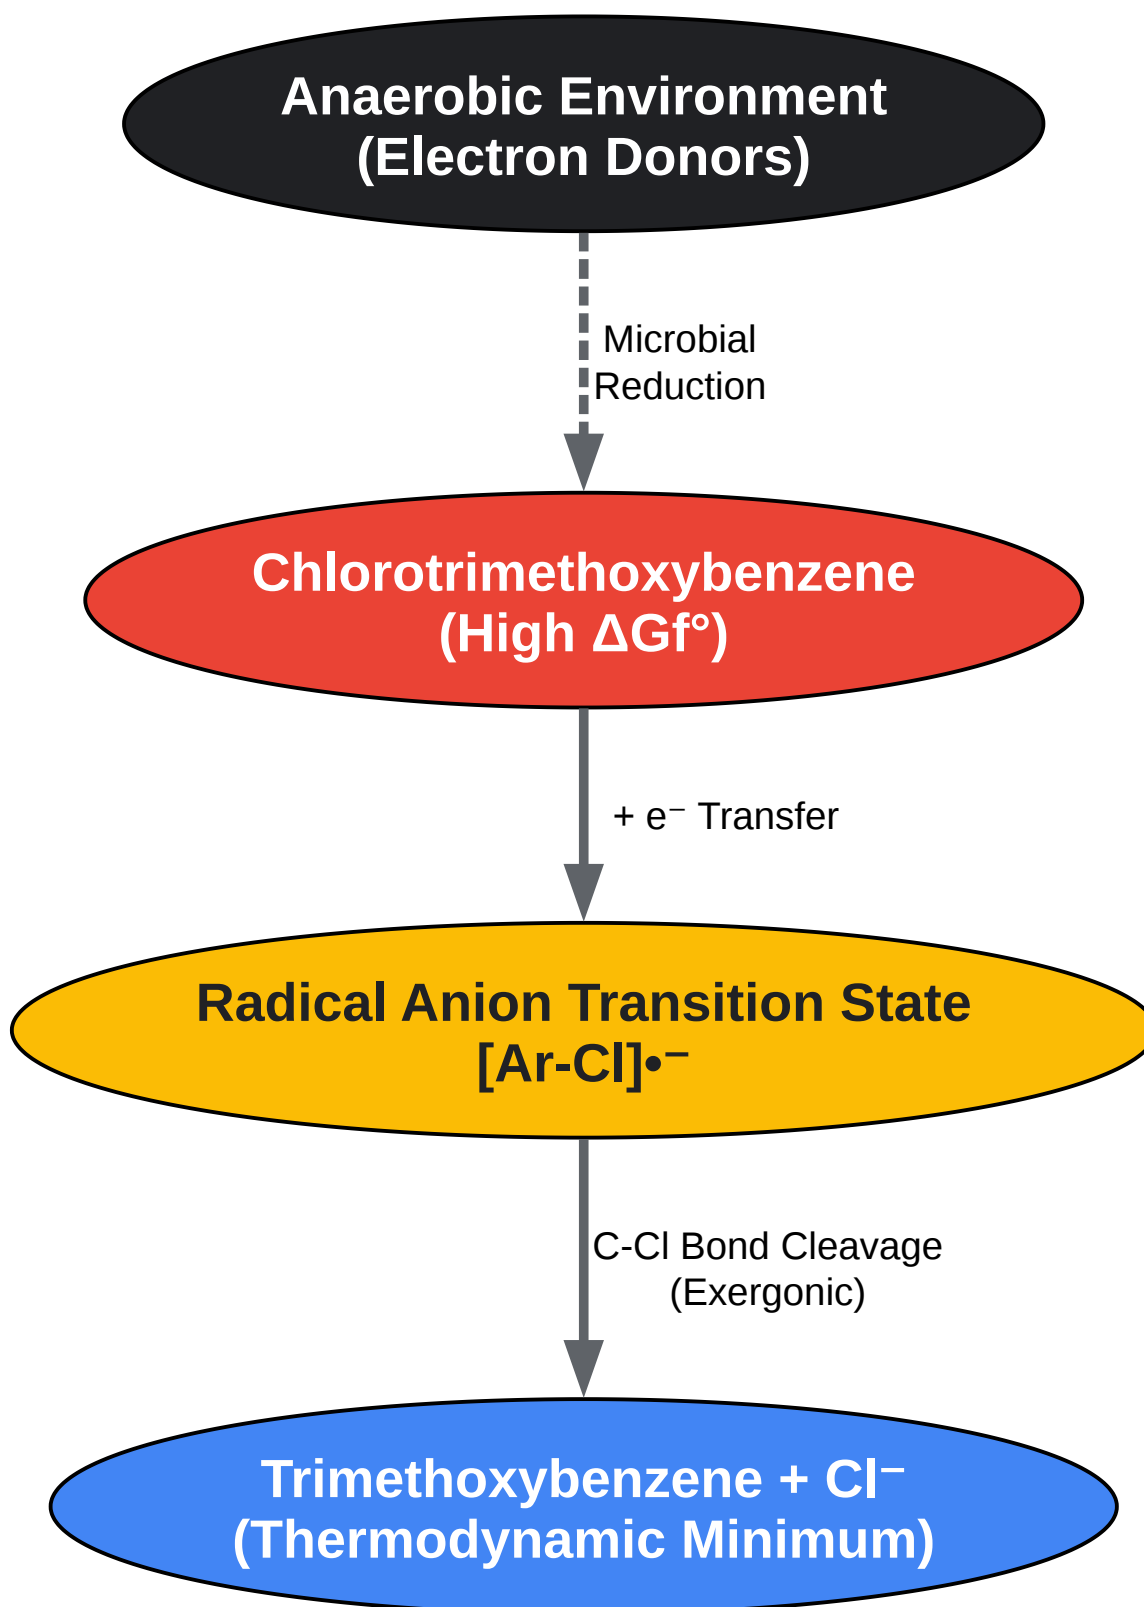 Anaerobic Environment
(Electron Donors)
Microbial
Reduction
Chlorotrimethoxybenzene
(High ΔGf°)
+ e⁻ Transfer
Radical Anion Transition State
[Ar-Cl]•⁻
C-Cl Bond Cleavage
(Exergonic)
Trimethoxybenzene + Cl⁻
(Thermodynamic Minimum)